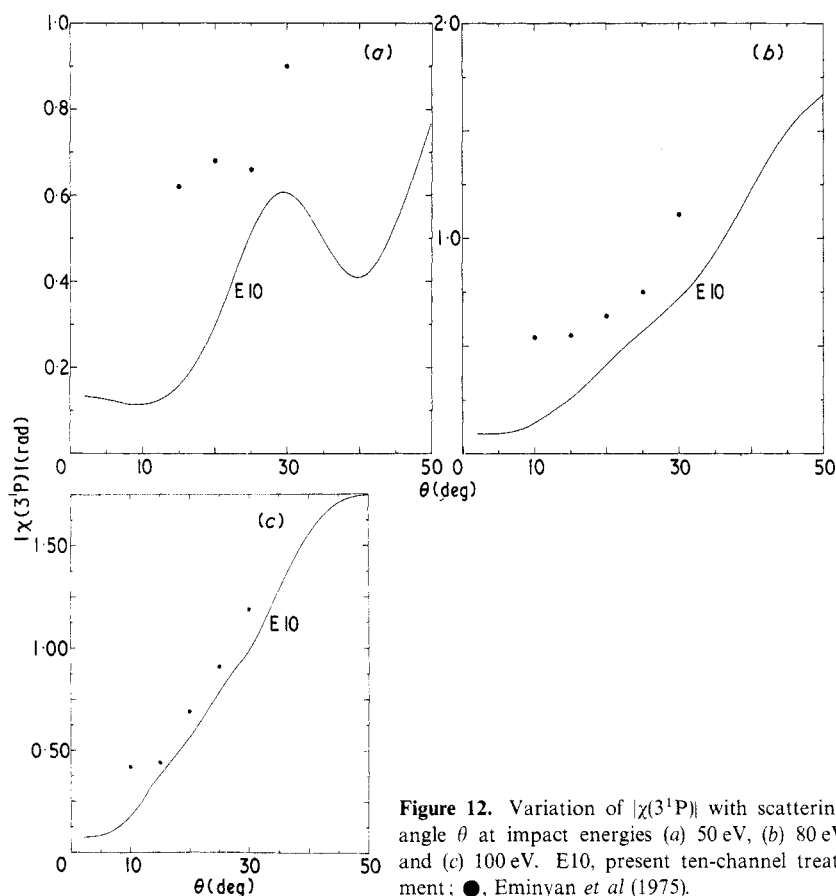 1·0
0·8
0·6
0·4
0·2
(a)
E10
0 10 30 50
2·0
1·0
(b)
E10
0 10 30 50
θ(deg)
|χ(3¹P)|(rad)
1·50
1·00
0·50
(c)
E10
0 10 30 50
θ(deg)
Figure 12. Variation of |χ(3¹P)| with scatterin
angle θ at impact energies (a) 50 eV, (b) 80 eV
and (c) 100 eV. E10, present ten-channel treat
ment; ●, Eminyan et al (1975).